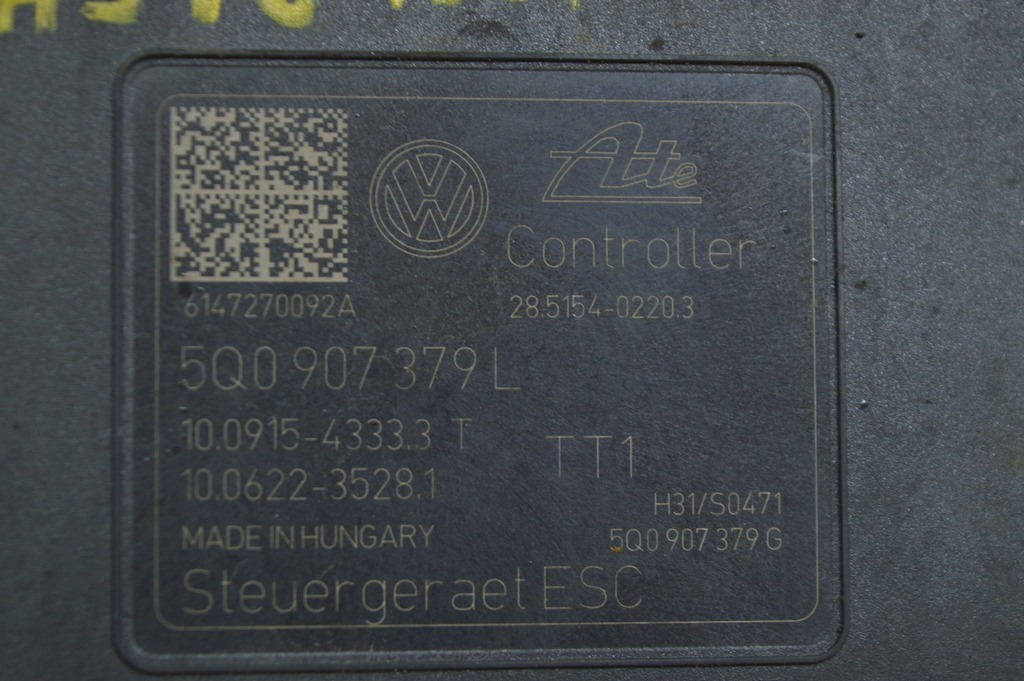 Ate
Controller
6147270092A
28.5154-0220.3
5Q0 907 379 L
10.0915-4333.3 T
TT1
10.0622-3528.1
H31/S0471
MADE IN HUNGARY
5Q0 907 379 G
Steuergeraet ESC